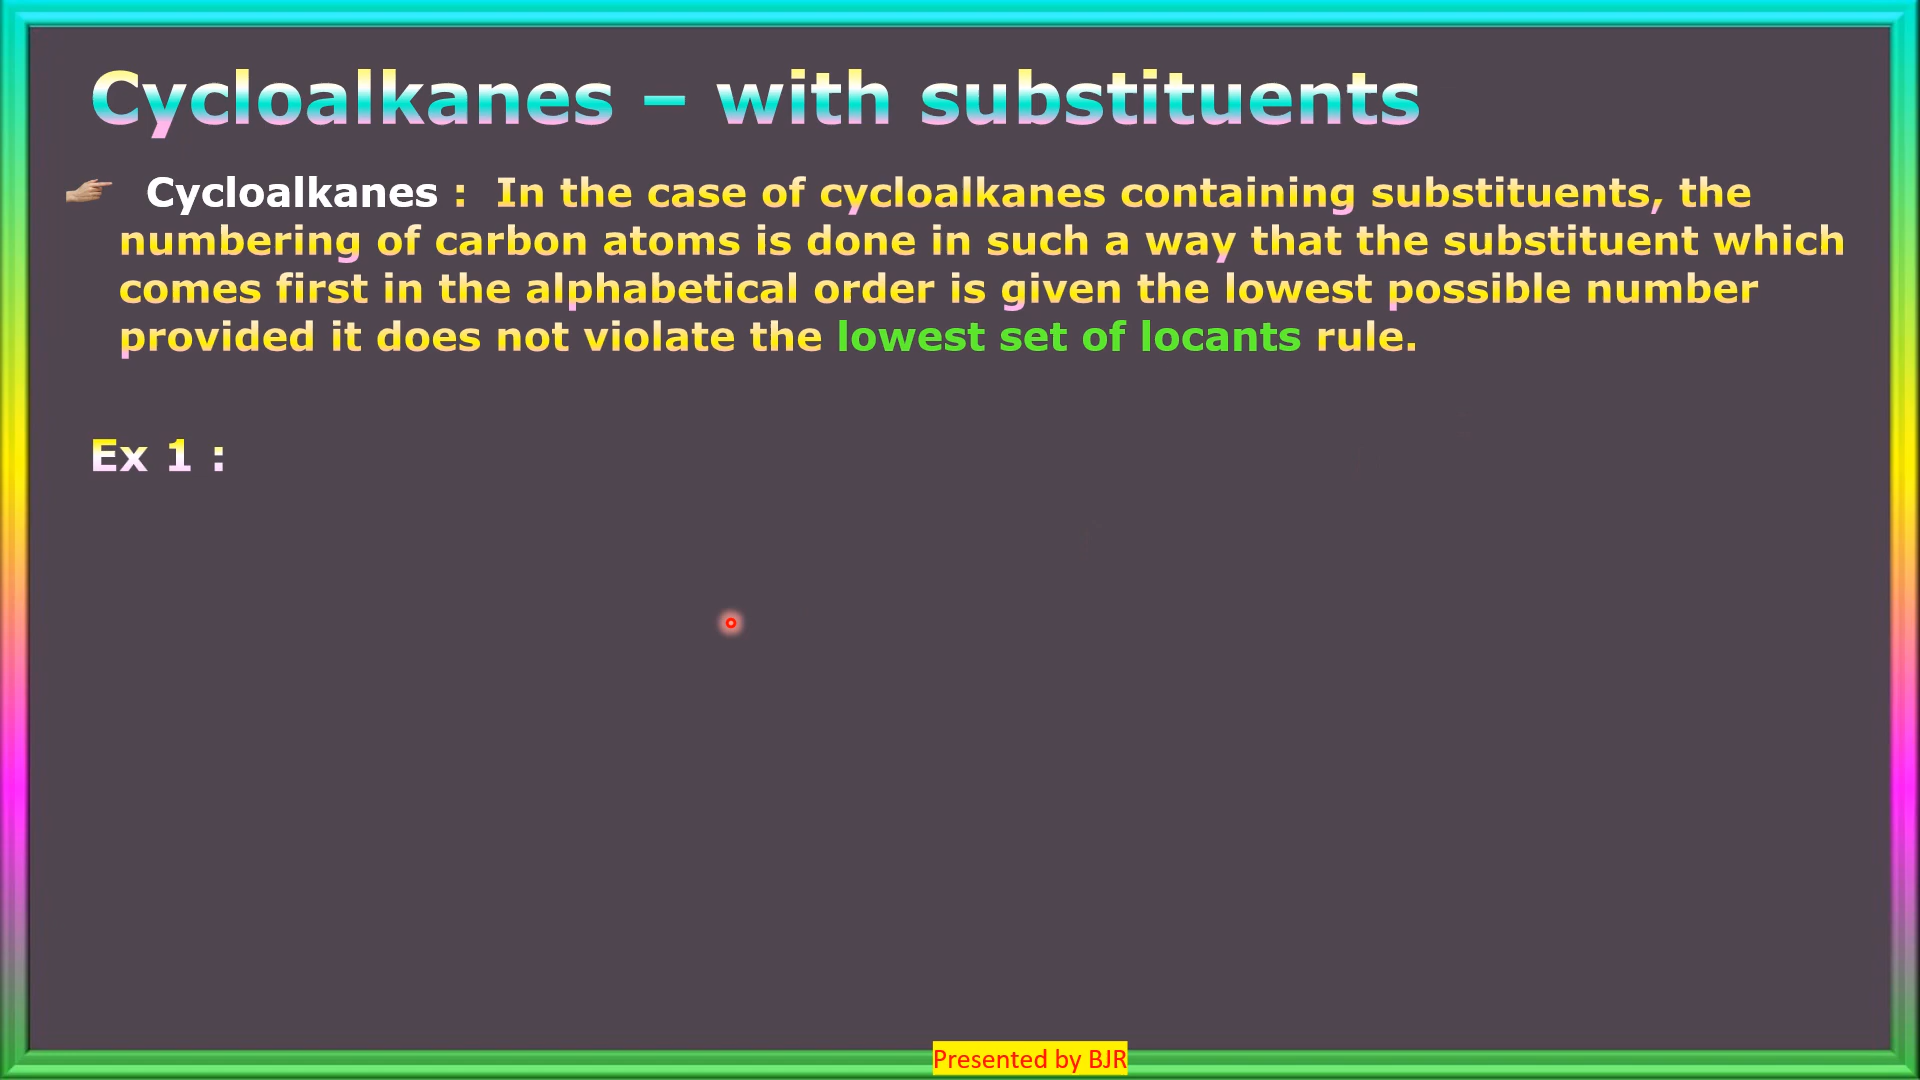 Cycloalkanes – with substituents
Cycloalkanes : In the case of cycloalkanes containing substituents, the
numbering of carbon atoms is done in such a way that the substituent which
comes first in the alphabetical order is given the lowest possible number
provided it does not violate the lowest set of locants rule.
Ex 1 :
Presented by BJR